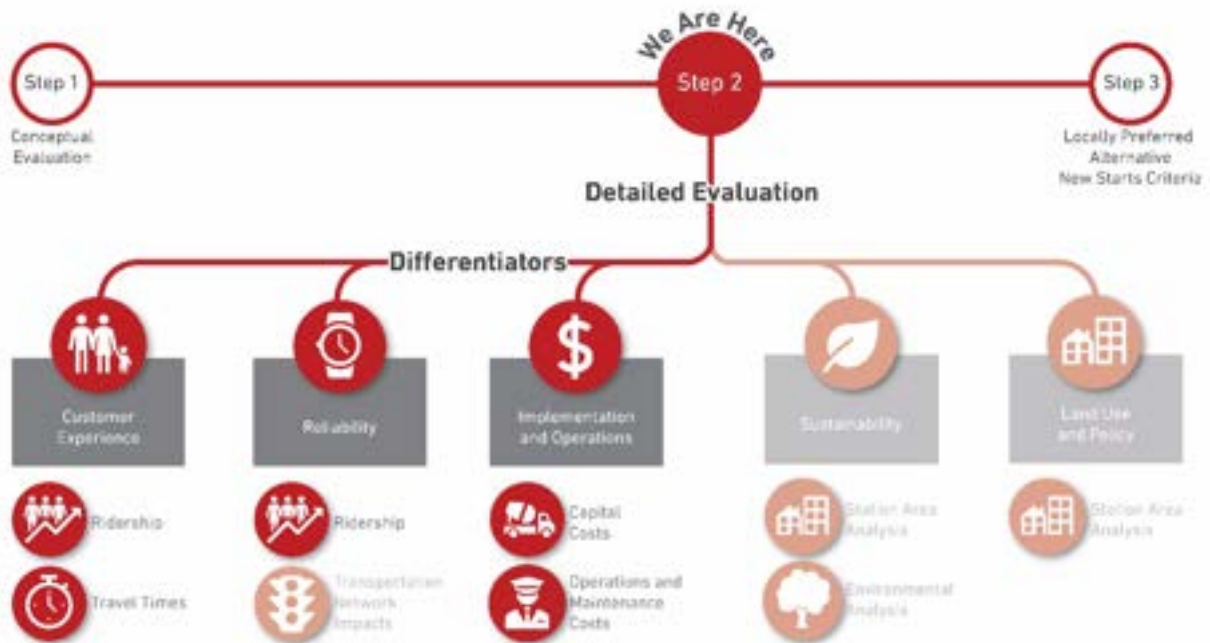 We Are Here
Step 1
Step 2
Step 3
Conceptual
Evaluation
Locally Preferred
Alternative
New Starts Criteria
Detailed Evaluation
Differentiators
$
Customer
Experience
Reliability
Implementation
and Operations
Sustainability
Land Use
and Policy
Ridership
Ridership
Capital
Costs
Station Area
Analysis
Station Area
Analysis
Travel Times
Transportation
Network
Impacts
Operations and
Maintenance
Costs
Environmental
Analysis